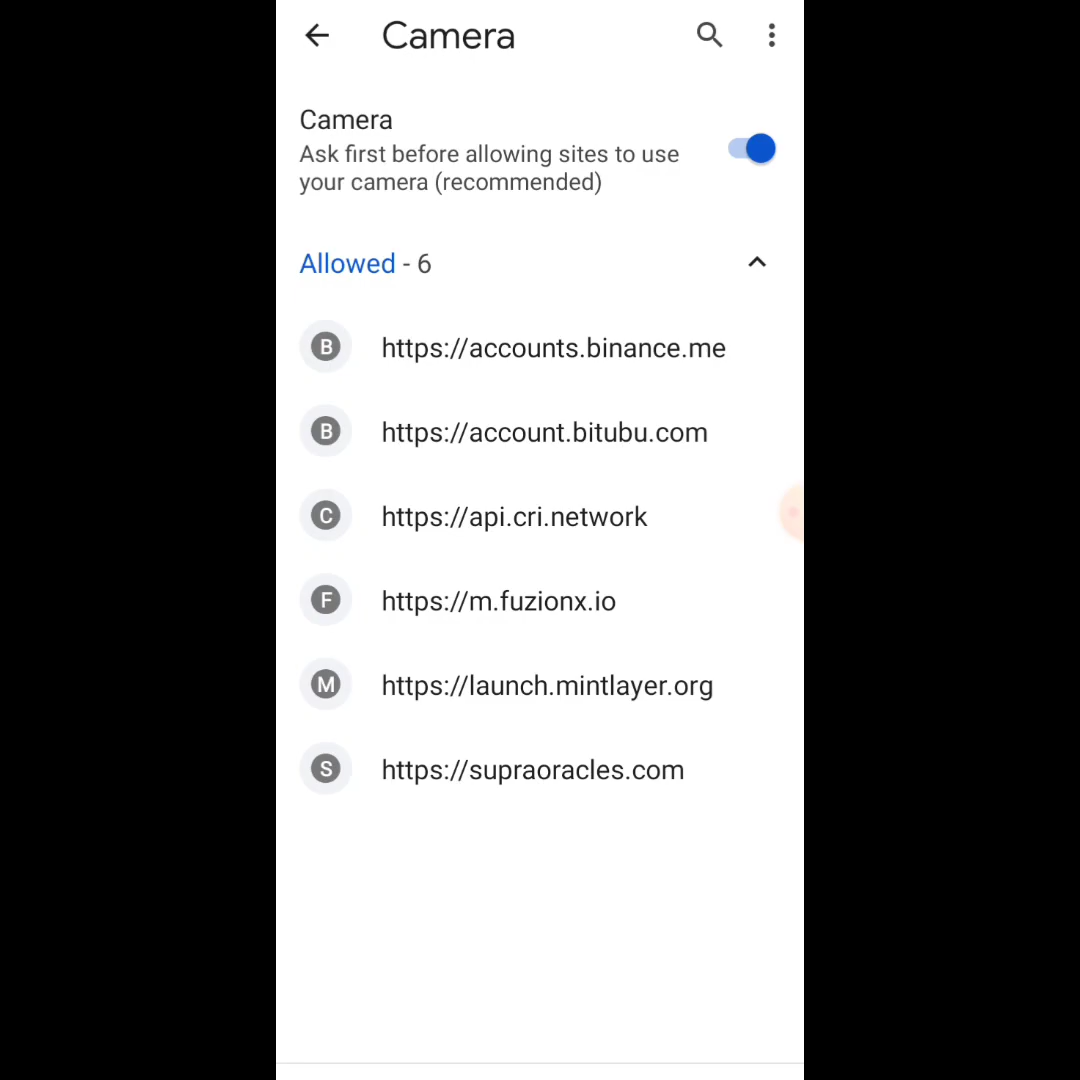 Camera
Camera
Ask first before allowing sites to use
your camera (recommended)
Allowed - 6
B https://accounts.binance.me
B https://account.bitubu.com
C https://api.cri.network
F https://m.fuzionx.io
M https://launch.mintlayer.org
S https://supraoracles.com